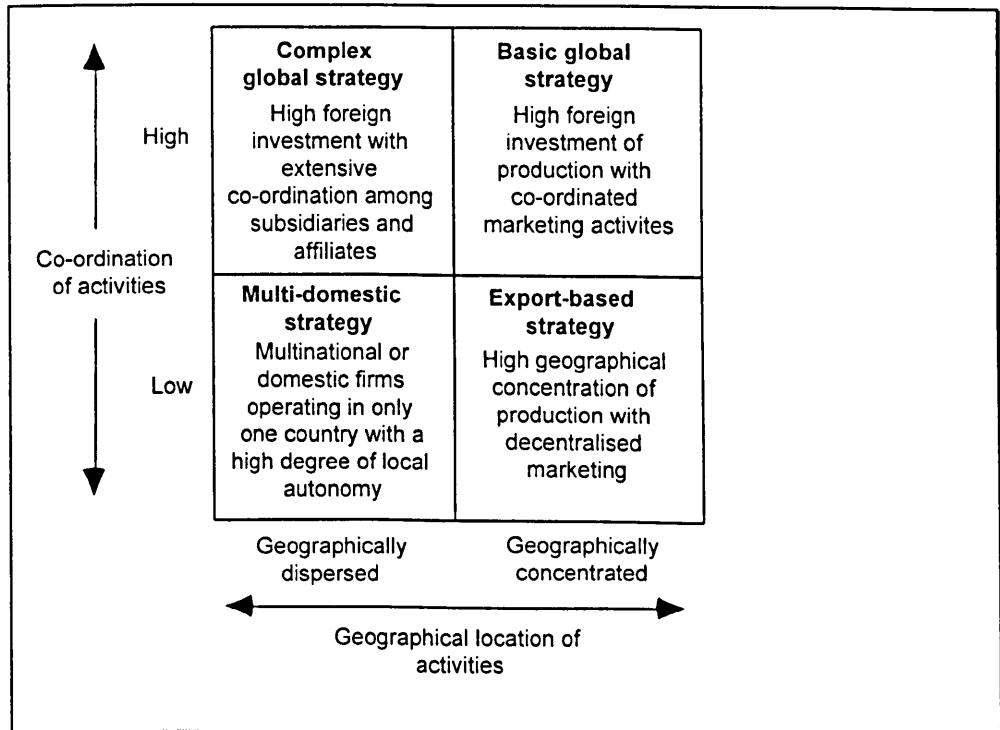 Complex
global strategy
High foreign
investment with
extensive
co-ordination among
subsidiaries and
affiliates
Basic global
strategy
High foreign
investment of
production with
co-ordinated
marketing activites
High
Co-ordination
of activities
Low
Multi-domestic
strategy
Multinational or
domestic firms
operating in only
one country with a
high degree of local
autonomy
Export-based
strategy
High geographical
concentration of
production with
decentralised
marketing
Geographically
dispersed
Geographically
concentrated
Geographical location of
activities